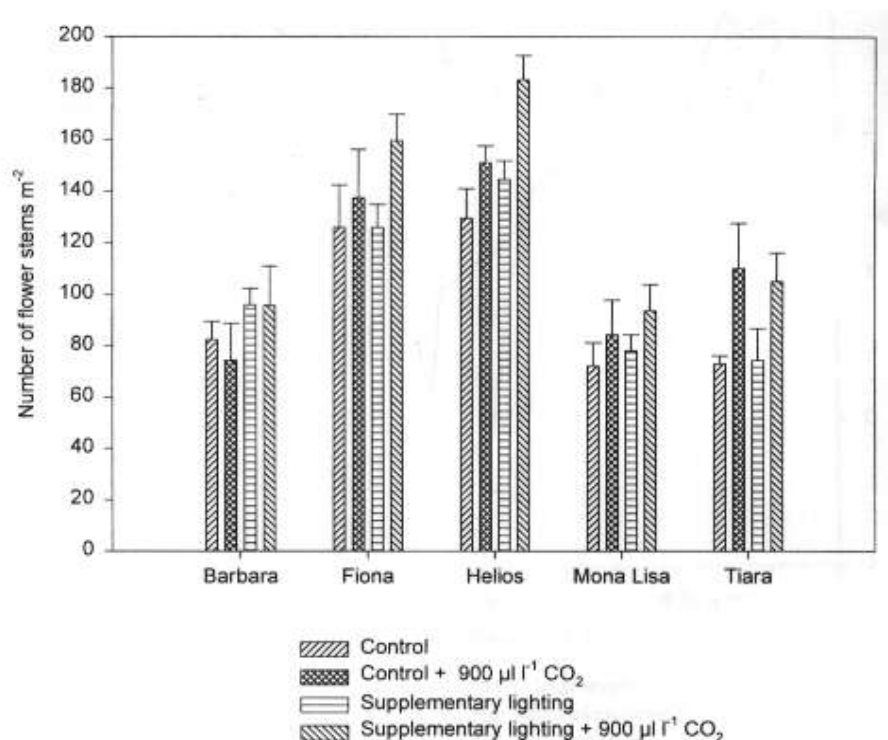 200
180
160
140
120
100
80
60
40
20
0
Number of flower stems m⁻²
Barbara Fiona Helios Mona Lisa Tiara
Control
Control + 900 µl l⁻¹ CO₂
Supplementary lighting
Supplementary lighting + 900 µl l⁻¹ CO₂